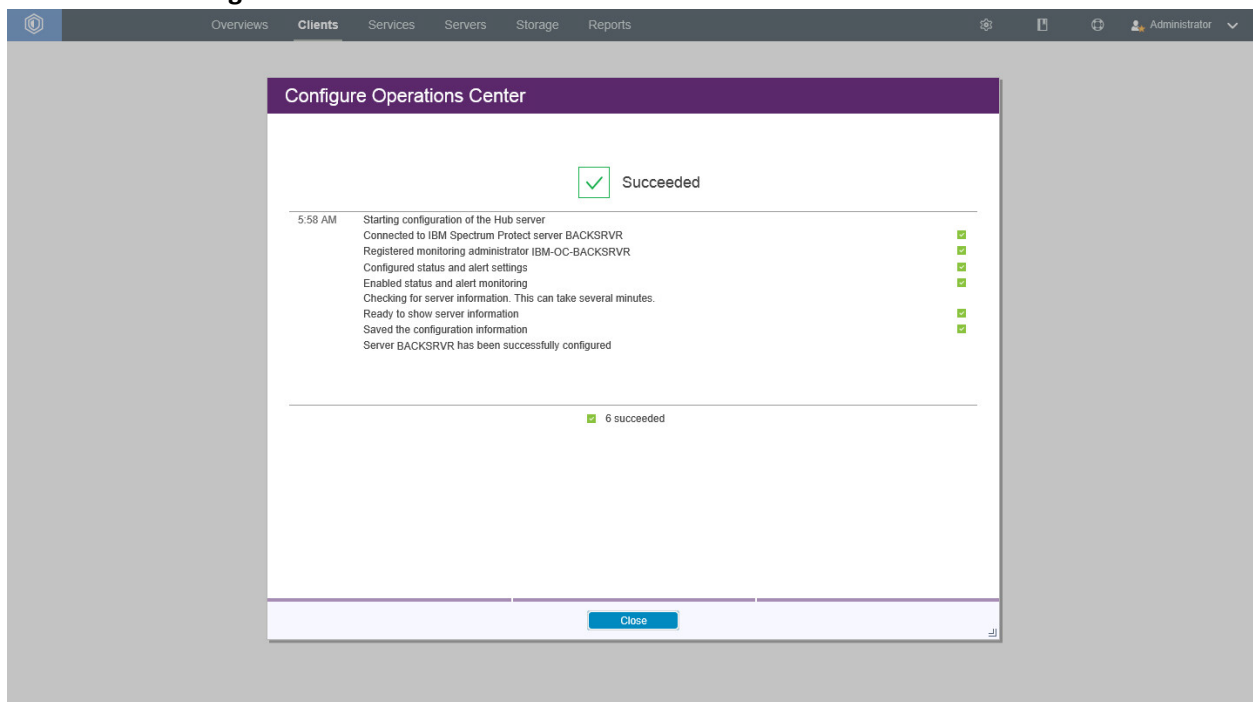 Overviews Clients Services Servers Storage Reports Administrator
Configure Operations Center
Succeeded
5:58 AM Starting configuration of the Hub server
Connected to IBM Spectrum Protect server BACKSRVR
Registered monitoring administrator IBM-OC-BACKSRVR
Configured status and alert settings
Enabled status and alert monitoring
Checking for server information. This can take several minutes.
Ready to show server information
Saved the configuration information
Server BACKSRVR has been successfully configured
6 succeeded
Close